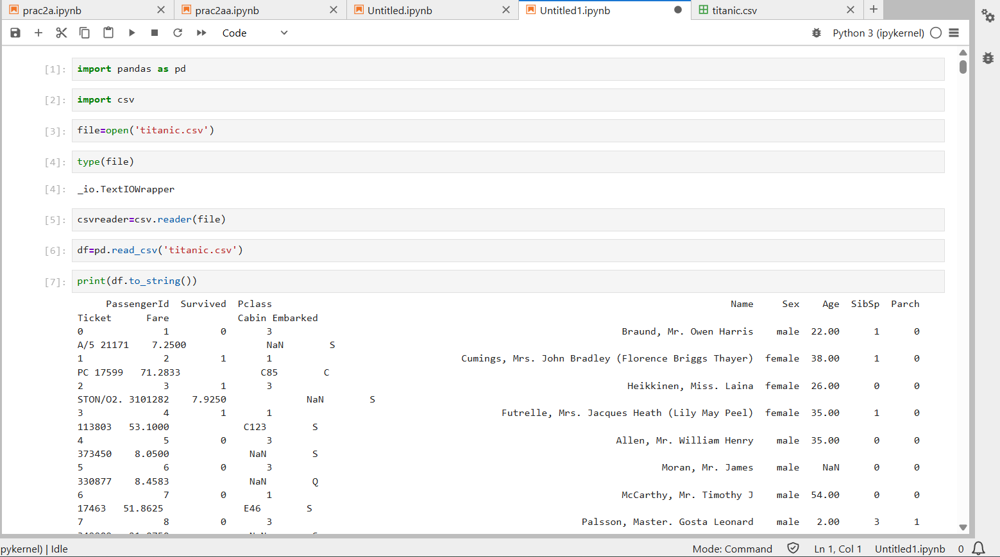 prac2a.ipynb prac2aa.ipynb Untitled.ipynb Untitled1.ipynb titanic.csv
Code Python 3 (ipykernel)
[1]: import pandas as pd
[2]: import csv
[3]: file=open('titanic.csv')
[4]: type(file)
[4]: _io.TextIOWrapper
[5]: csvreader=csv.reader(file)
[6]: df=pd.read_csv('titanic.csv')
[7]: print(df.to_string())
PassengerId Survived Pclass Name Sex Age SibSp Parch
Ticket Fare Cabin Embarked
0 1 0 3 Braund, Mr. Owen Harris male 22.00 1 0
A/5 21171 7.2500 NaN S
1 2 1 1 Cumings, Mrs. John Bradley (Florence Briggs Thayer) female 38.00 1 0
PC 17599 71.2833 C85 C
2 3 1 3 Heikkinen, Miss. Laina female 26.00 0 0
STON/O2. 3101282 7.9250 NaN S
3 4 1 1 Futrelle, Mrs. Jacques Heath (Lily May Peel) female 35.00 1 0
113803 53.1000 C123 S
4 5 0 3 Allen, Mr. William Henry male 35.00 0 0
373450 8.0500 NaN S
5 6 0 3 Moran, Mr. James male NaN 0 0
330877 8.4583 NaN Q
6 7 0 1 McCarthy, Mr. Timothy J male 54.00 0 0
17463 51.8625 E46 S
7 8 0 3 Palsson, Master. Gosta Leonard male 2.00 3 1
pykernel) | Idle Mode: Command Ln 1, Col 1 Untitled1.ipynb 0